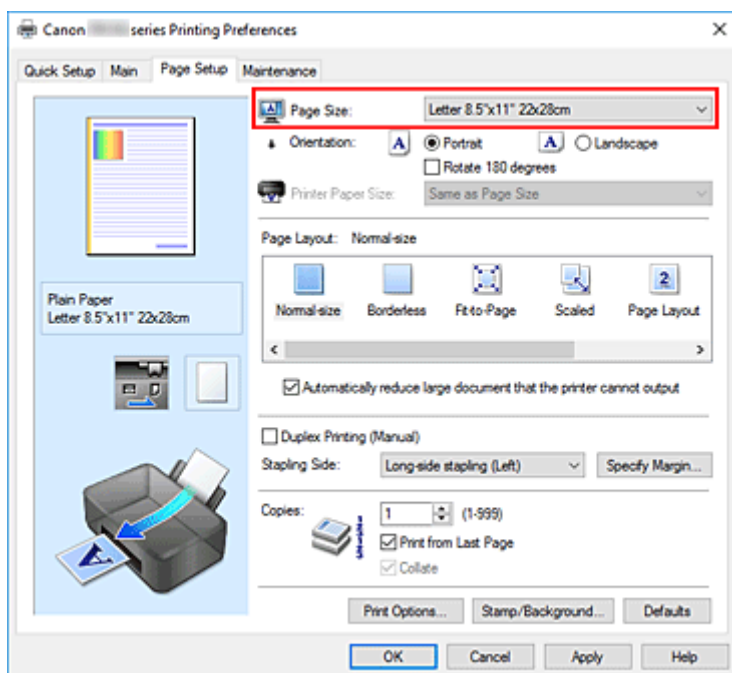 Canon series Printing Preferences
Quick Setup Main Page Setup Maintenance
Page Size: Letter 8.5"x11" 22x28cm
Orientation: A Portrait A Landscape
Rotate 180 degrees
Printer Paper Size: Same as Page Size
Page Layout: Normal-size
2
Normal-size Borderless Fit-to-Page Scaled Page Layout
Plain Paper
Letter 8.5"x11" 22x28cm
Automatically reduce large document that the printer cannot output
Duplex Printing (Manual)
Stapling Side: Long-side stapling (Left) Specify Margin...
Copies: 1 (1-999)
Print from Last Page
Collate
A
Print Options... Stamp/Background... Defaults
OK Cancel Apply Help